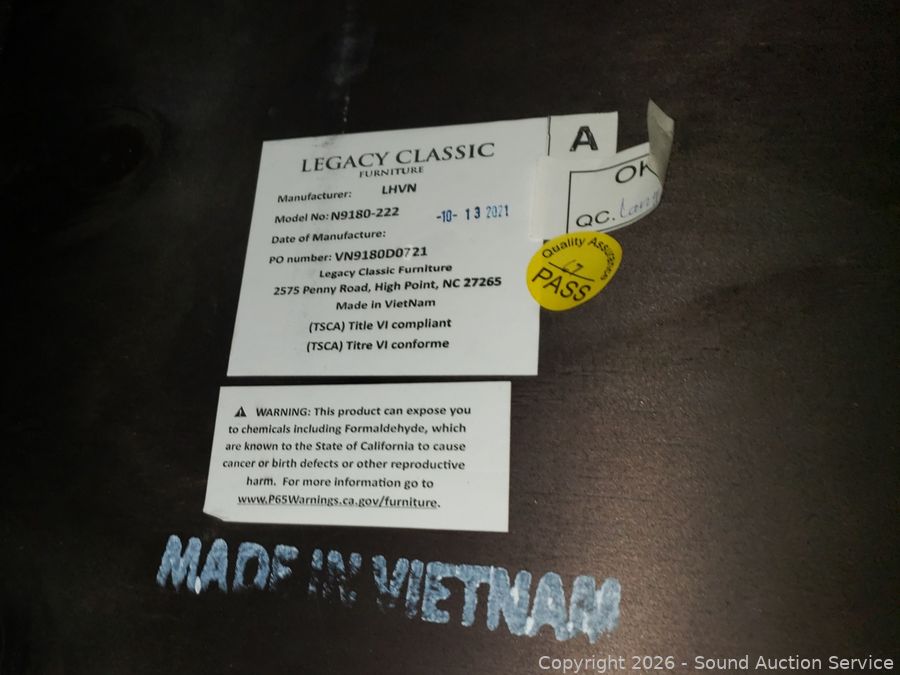 LEGACY CLASSIC
FURNITURE
Manufacturer: LHVN
Model No: N9180-222
-10- 13 2021
Date of Manufacture:
PO number: VN9180D0721
Legacy Classic Furniture
2575 Penny Road, High Point, NC 27265
Made in VietNam
(TSCA) Title VI compliant
(TSCA) Titre VI conforme
A
OK
QC.
Quality Assurance
17
PASS
⚠ WARNING: This product can expose you
to chemicals including Formaldehyde, which
are known to the State of California to cause
cancer or birth defects or other reproductive
harm. For more information go to
www.P65Warnings.ca.gov/furniture.
MADE IN VIETNAM
Copyright 2026 - Sound Auction Service